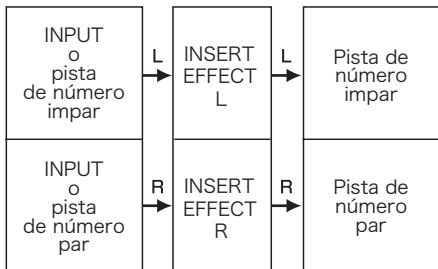 INPUT
o
pista
de número
impar
L
INSERT
EFFECT
L
L
Pista de
número
impar
INPUT
o
pista
de número
par
R
INSERT
EFFECT
R
R
Pista de
número
par